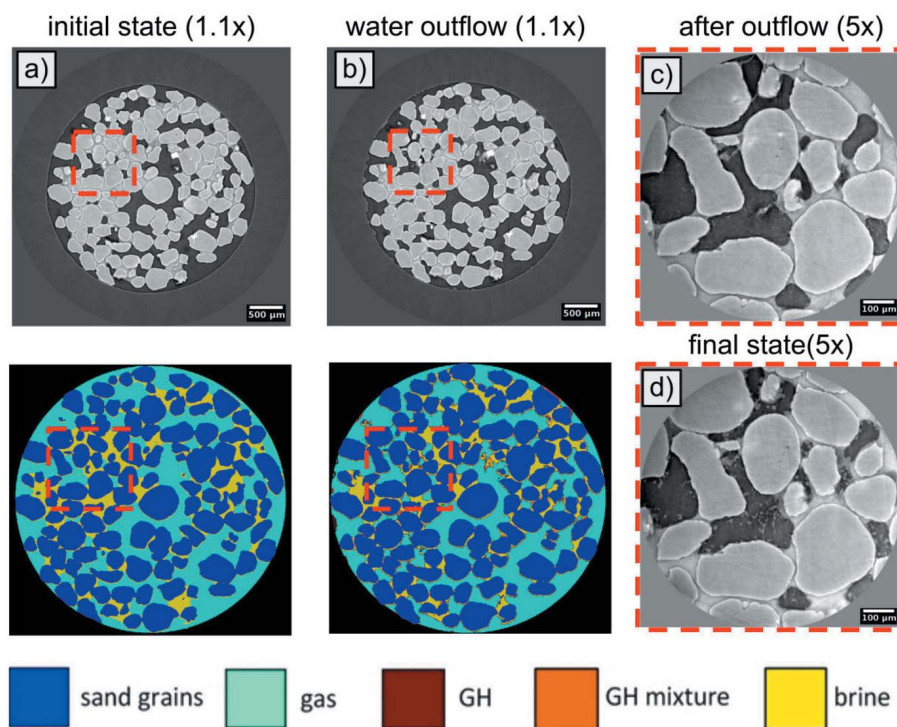 initial state (1.1x)
water outflow (1.1x)
after outflow (5x)
a)
b)
c)
500 µm
500 µm
100 µm
final state(5x)
d)
100 µm
sand grains
gas
GH
GH mixture
brine